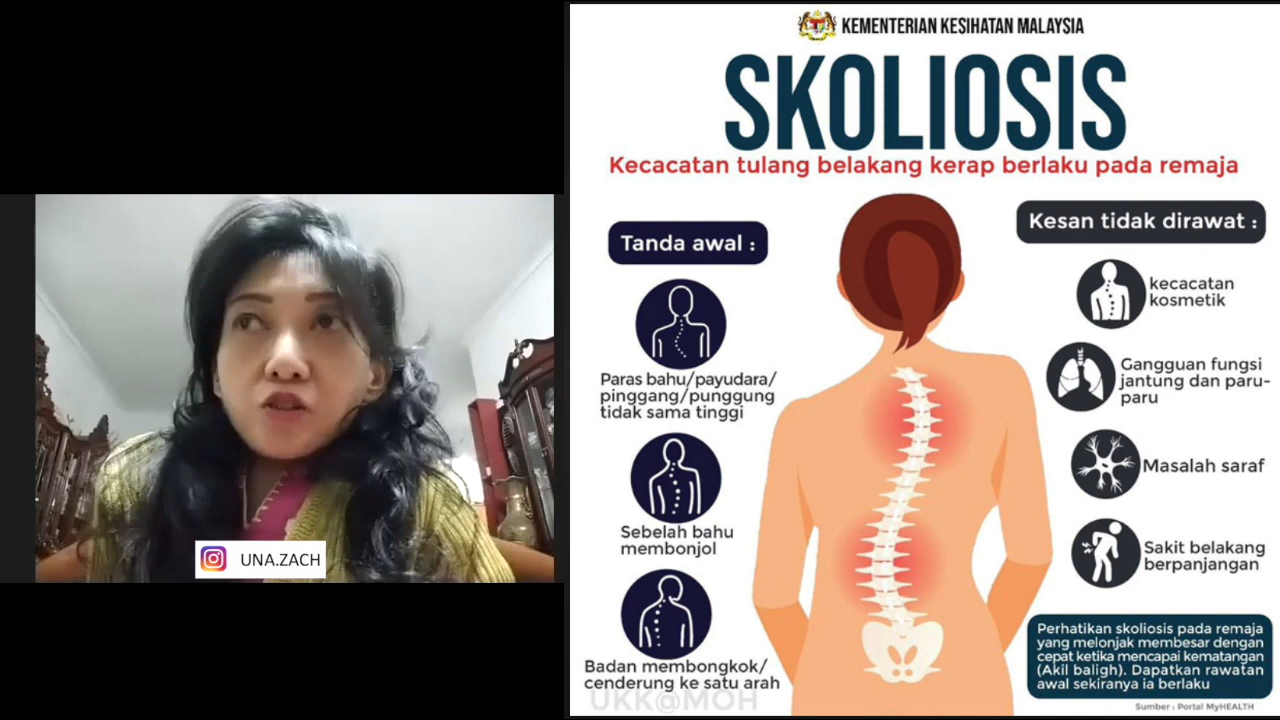 UNA.ZACH
KEMENTERIAN KESIHATAN MALAYSIA
SKOLIOSIS
Kecacatan tulang belakang kerap berlaku pada remaja
Tanda awal :
Paras bahu/payudara/
pinggang/punggung
tidak sama tinggi
Sebelah bahu
membonjol
Badan membongkok/
cenderung ke satu arah
UKK@MOH
Kesan tidak dirawat :
kecacatan
kosmetik
Gangguan fungsi
jantung dan paru-
paru
Masalah saraf
Sakit belakang
berpanjangan
Perhatikan skoliosis pada remaja
yang melonjak membesar dengan
cepat ketika mencapai kematangan
(Akil baligh). Dapatkan rawatan
awal sekiranya ia berlaku
Sumber : Portal MyHEALTH